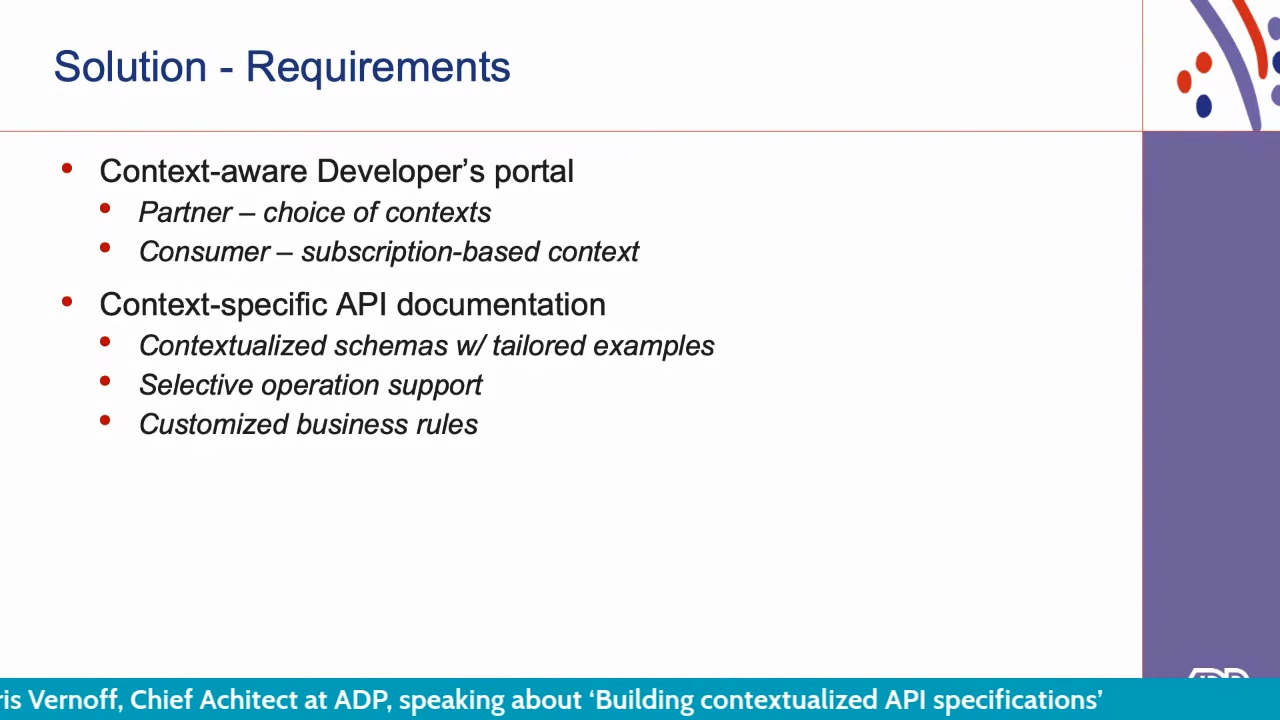 Solution - Requirements
• Context-aware Developer’s portal
• Partner – choice of contexts
• Consumer – subscription-based context
• Context-specific API documentation
• Contextualized schemas w/ tailored examples
• Selective operation support
• Customized business rules
ris Vernoff, Chief Achitect at ADP, speaking about ‘Building contextualized API specifications’